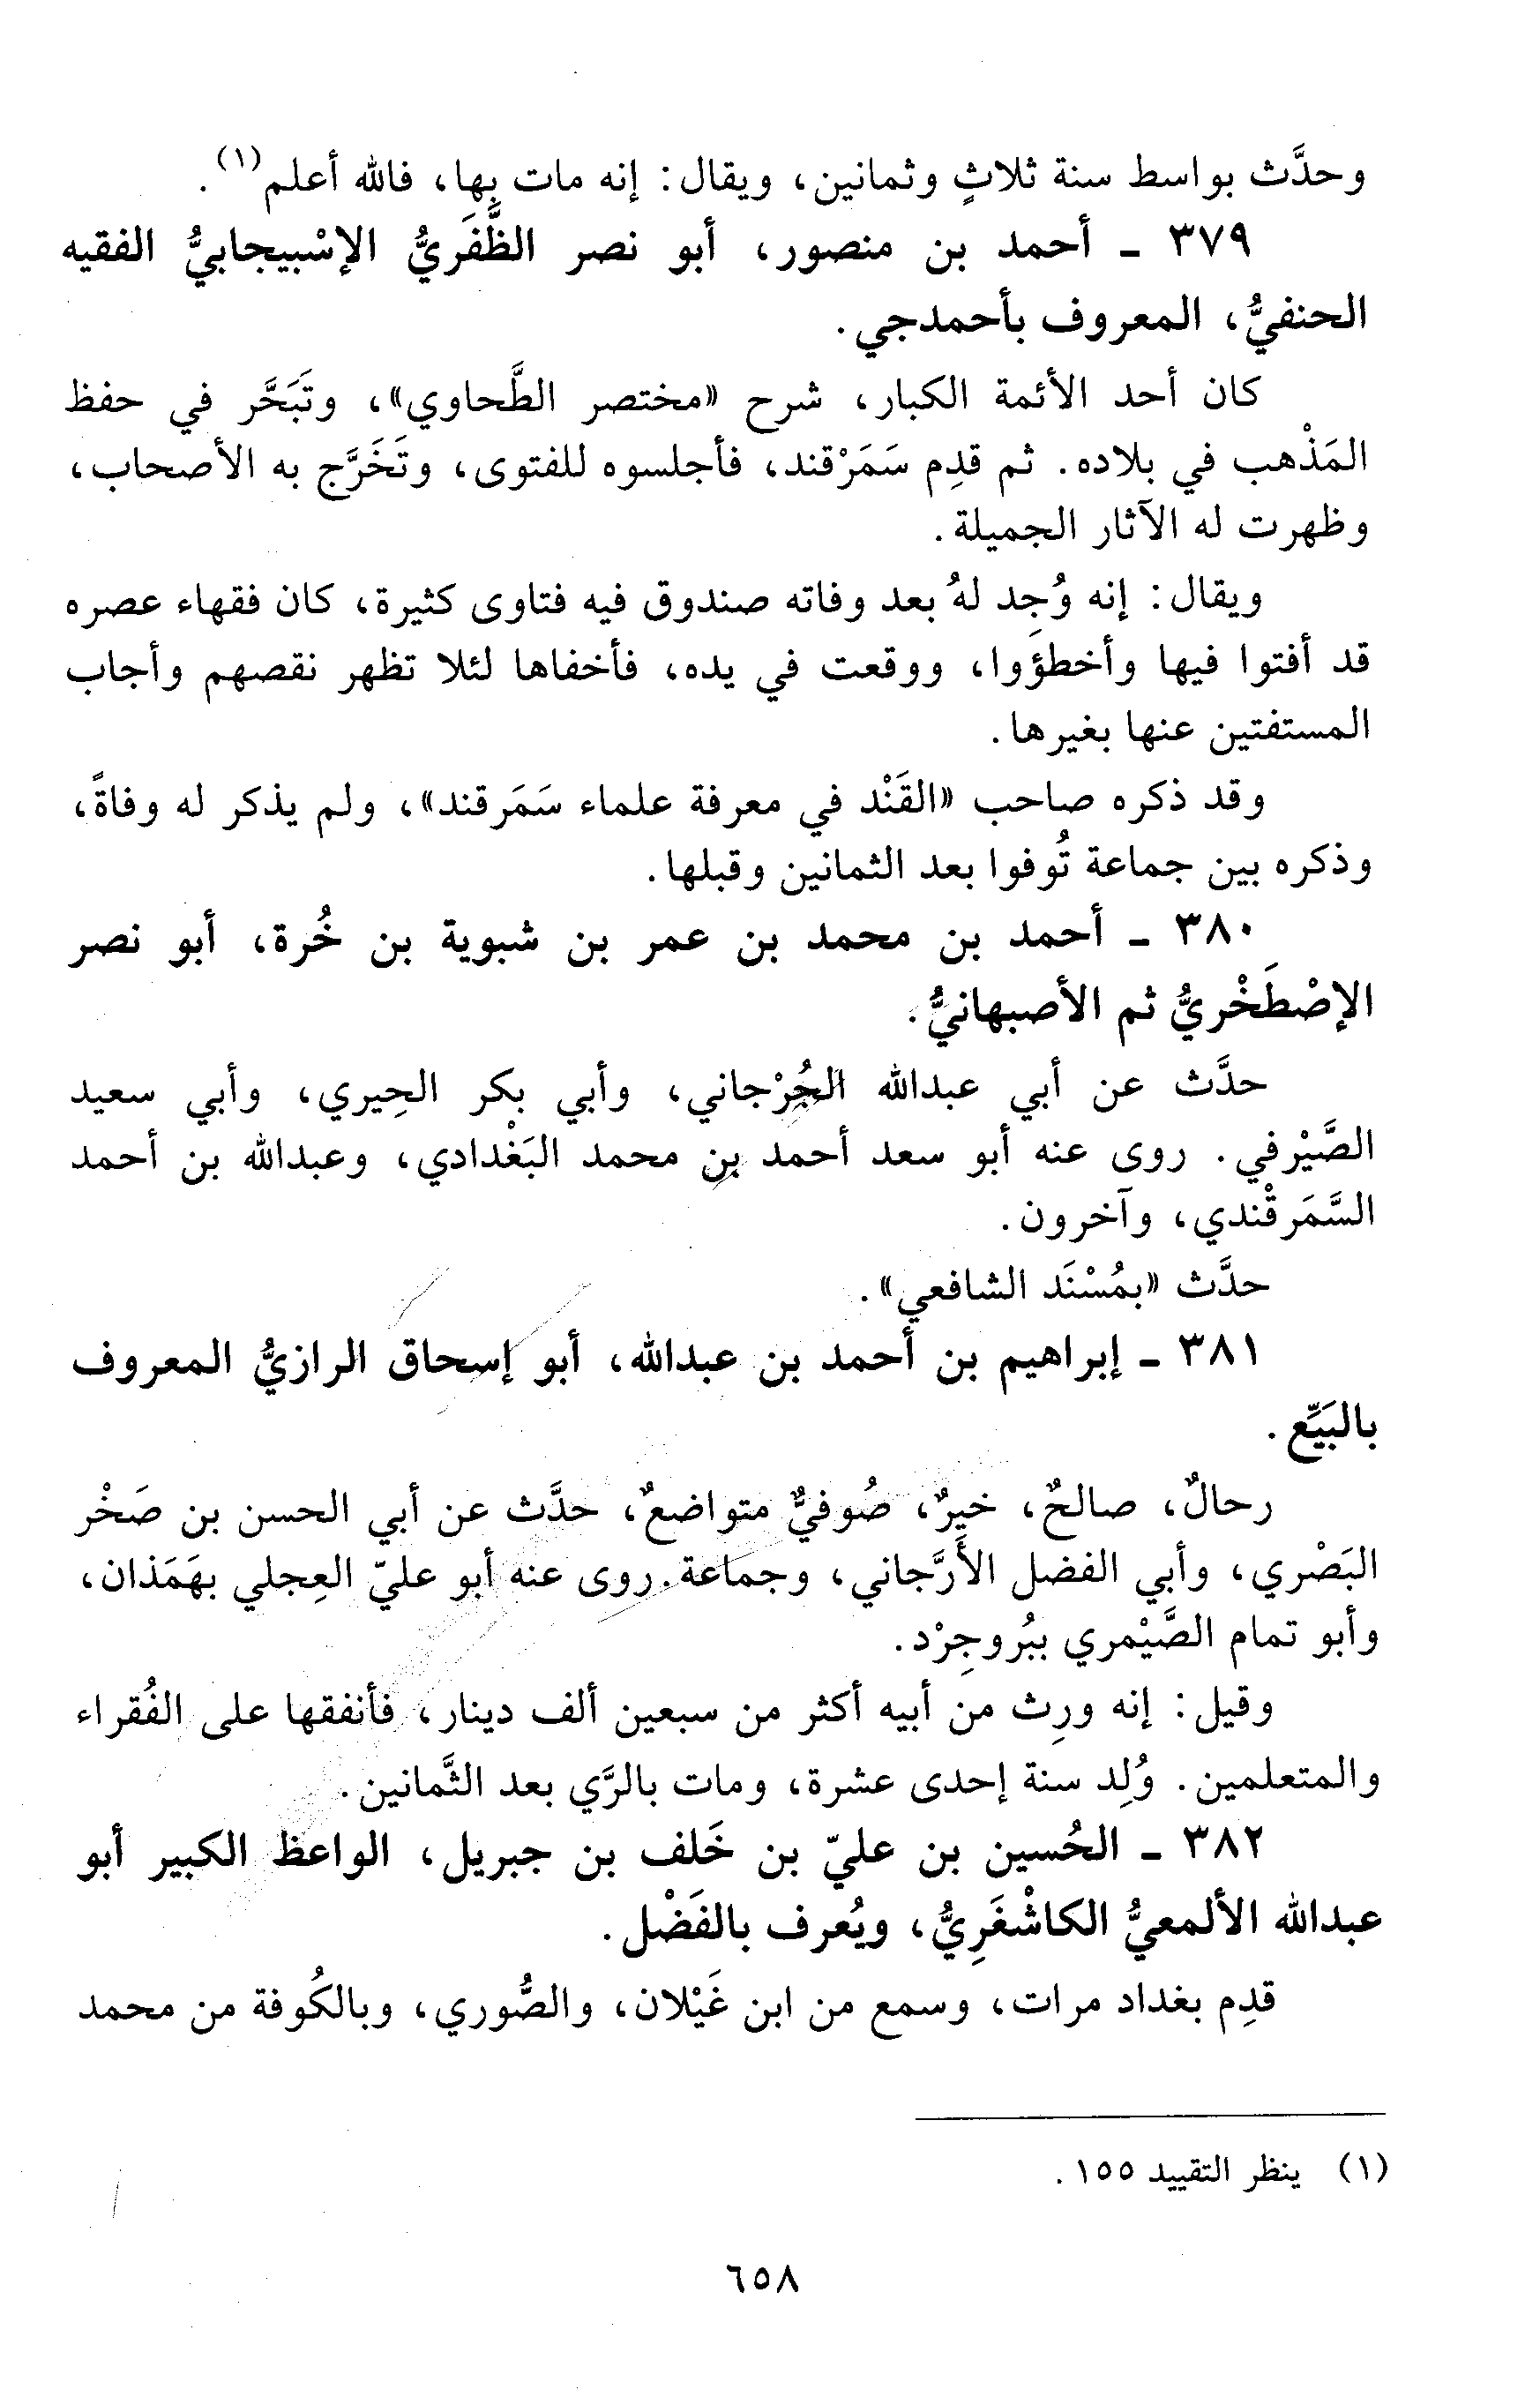 وحدَّث بواسط سنة ثلاثٍ وثمانين، ويقال: إنه مات بِها، فالله أعلم(١).
٣٧٩ ـ أحمد بن منصور، أبو نصر الظَّفَريُّ الإسْبيجابيُّ الفقيه
الحنفيُّ، المعروف بأحمدجي.
كان أحد الأئمة الكبار، شرح «مختصر الطَّحاوي»، وتَبَحَّر في حفظ
المَذْهب في بلاده. ثم قدِم سَمَرْقند، فأجلسوه للفتوى، وتَخَرَّج به الأصحاب،
وظهرت له الآثار الجميلة.
ويقال: إنه وُجِد لهُ بعد وفاته صندوق فيه فتاوى كثيرة، كان فقهاء عصره
قد أفتوا فيها وأخطؤوا، ووقعت في يده، فأخفاها لئلا تظهر نقصهم وأجاب
المستفتين عنها بغيرها.
وقد ذكره صاحب «القَنْد في معرفة علماء سَمَرقند»، ولم يذكر له وفاةً،
وذكره بين جماعة تُوفوا بعد الثمانين وقبلها.
٣٨٠ ـ أحمد بن محمد بن عمر بن شبوية بن خُرة، أبو نصر
الإصْطَخْريُّ ثم الأصبهانيُّ.
حدَّث عن أبي عبدالله الجُرْجاني، وأبي بكر الحِيري، وأبي سعيد
الصَّيْرفي. روى عنه أبو سعد أحمد بن محمد البَغْدادي، وعبدالله بن أحمد
السَّمَرقْندي، وآخرون.
حدَّث «بمُسْنَد الشافعي».
٣٨١ ـ إبراهيم بن أحمد بن عبدالله، أبو إسحاق الرازيُّ المعروف
بالبَيِّع.
رحالٌ، صالحٌ، خيرٌ، صُوفيٌّ متواضعٌ، حدَّث عن أبي الحسن بن صَخْر
البَصْري، وأبي الفضل الأَرَّجاني، وجماعة. روى عنه أبو عليّ العِجلي بهَمَذان،
وأبو تمام الصَّيْمري ببُروجِرْد.
وقيل: إنه ورِث من أبيه أكثر من سبعين ألف دينار، فأنفقها على الفُقراء
والمتعلمين. وُلِد سنة إحدى عشرة، ومات بالرَّي بعد الثَّمانين.
٣٨٢ ـ الحُسين بن عليّ بن خَلف بن جبريل، الواعظ الكبير أبو
عبدالله الألمعيُّ الكاشْغَرِيُّ، ويُعرف بالفَضْل.
قدِم بغداد مرات، وسمع من ابن غَيْلان، والصُّوري، وبالكُوفة من محمد
(١) ينظر التقييد ١٥٥.
٦٥٨